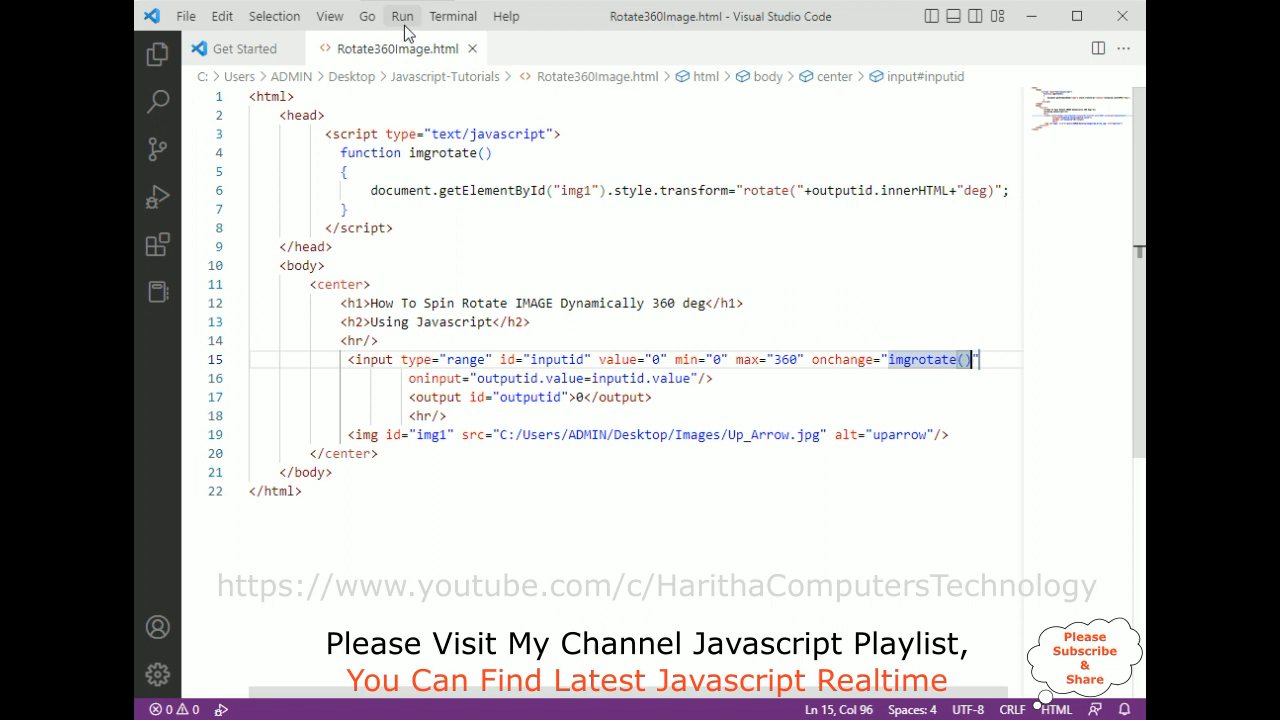 File Edit Selection View Go Run Terminal Help Rotate360Image.html - Visual Studio Code
Get Started Rotate360Image.html
C: > Users > ADMIN > Desktop > Javascript-Tutorials > Rotate360Image.html > html > body > center > input#inputid
1 <html>
2 <head>
3 <script type="text/javascript">
4 function imgrotate()
5 {
6 document.getElementById("img1").style.transform="rotate("+outputid.innerHTML+"deg)";
7 }
8 </script>
9 </head>
10 <body>
11 <center>
12 <h1>How To Spin Rotate IMAGE Dynamically 360 deg</h1>
13 <h2>Using Javascript</h2>
14 <hr/>
15 <input type="range" id="inputid" value="0" min="0" max="360" onchange="imgrotate()"
16 oninput="outputid.value=inputid.value"/>
17 <output id="outputid">0</output>
18 <hr/>
19 <img id="img1" src="C:/Users/ADMIN/Desktop/Images/Up_Arrow.jpg" alt="uparrow"/>
20 </center>
21 </body>
22 </html>
https://www.youtube.com/c/HarithaComputersTechnology
Please Visit My Channel Javascript Playlist,
You Can Find Latest Javascript Realtime
Please
Subscribe
&
Share
0 0 Ln 15, Col 96 Spaces: 4 UTF-8 CRLF HTML